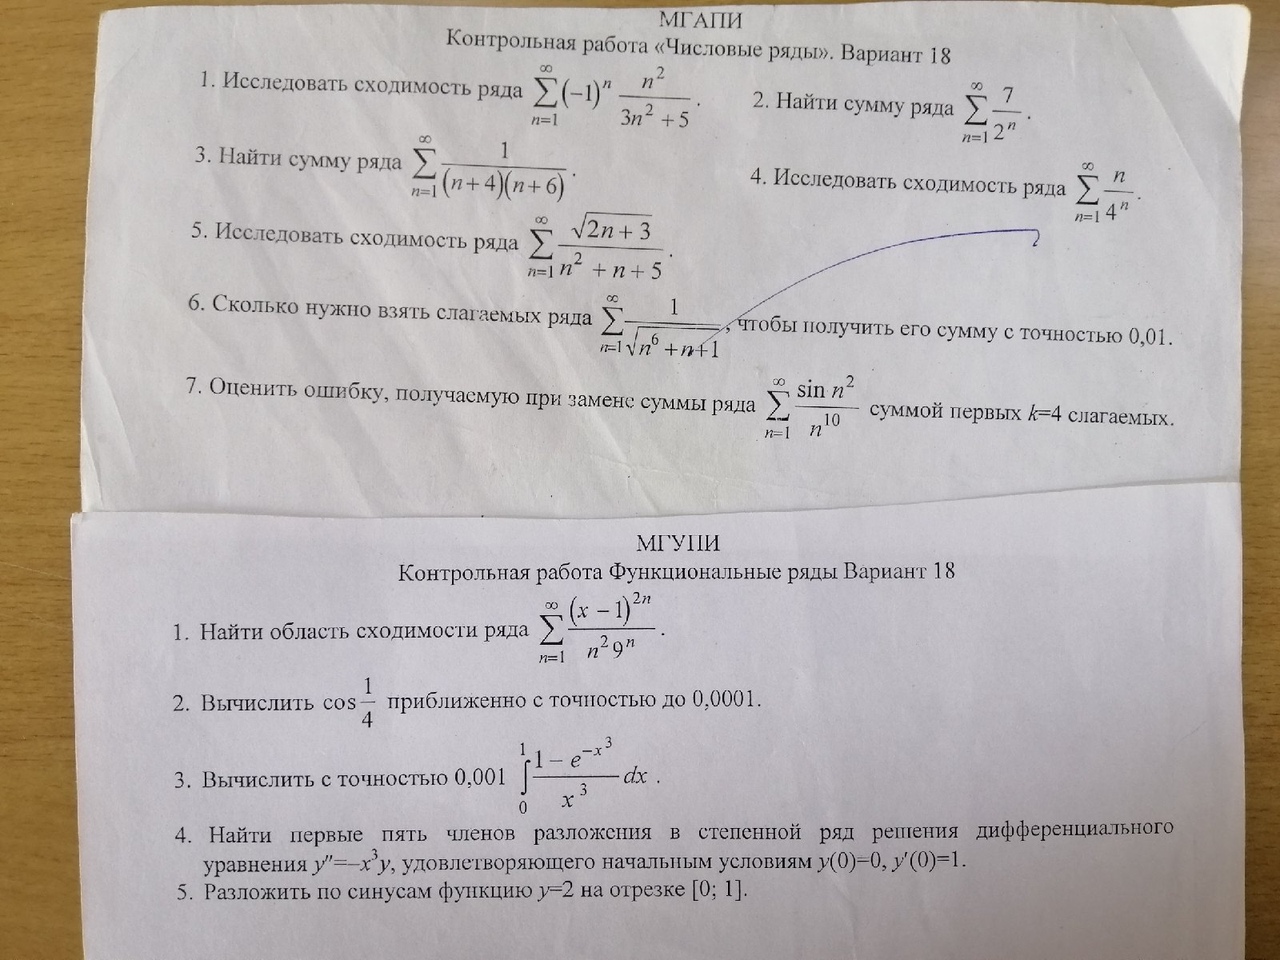 МГАПИ
Контрольная работа «Числовые ряды». Вариант 18
1. Исследовать сходимость ряда $\sum_{n=1}^{\infty}(-1)^n \frac{n^2}{3n^2+5}$. 2. Найти сумму ряда $\sum_{n=1}^{\infty}\frac{7}{2^n}$.
3. Найти сумму ряда $\sum_{n=1}^{\infty}\frac{1}{(n+4)(n+6)}$. 4. Исследовать сходимость ряда $\sum_{n=1}^{\infty}\frac{n}{4^n}$.
5. Исследовать сходимость ряда $\sum_{n=1}^{\infty}\frac{\sqrt{2n+3}}{n^2+n+5}$.
6. Сколько нужно взять слагаемых ряда $\sum_{n=1}^{\infty}\frac{1}{\sqrt{n^6+n+1}}$, чтобы получить его сумму с точностью 0,01.
7. Оценить ошибку, получаемую при замене суммы ряда $\sum_{n=1}^{\infty}\frac{\sin n^2}{n^{10}}$ суммой первых k=4 слагаемых.
МГУПИ
Контрольная работа Функциональные ряды Вариант 18
1. Найти область сходимости ряда $\sum_{n=1}^{\infty}\frac{(x-1)^{2n}}{n^2 9^n}$.
2. Вычислить $\cos\frac{1}{4}$ приближенно с точностью до 0,0001.
3. Вычислить с точностью 0,001 $\int_0^1\frac{1-e^{-x^3}}{x^3}dx$.
4. Найти первые пять членов разложения в степенной ряд решения дифференциального
уравнения $y''=-x^3y$, удовлетворяющего начальным условиям y(0)=0, y'(0)=1.
5. Разложить по синусам функцию y=2 на отрезке [0; 1].